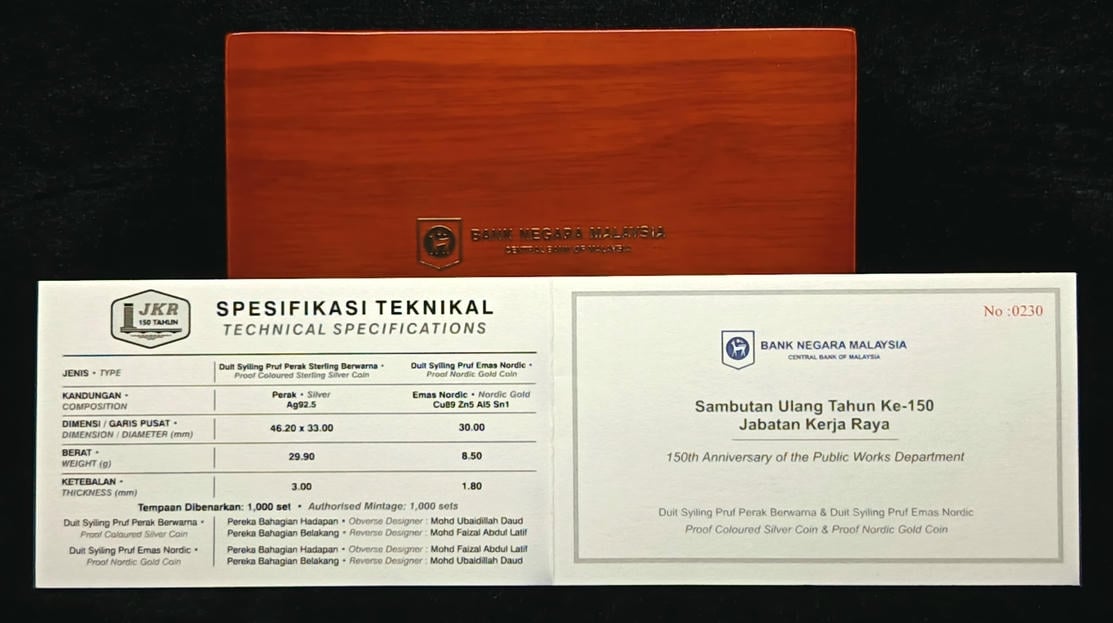 BANK NEGARA MALAYSIA
CENTRAL BANK OF MALAYSIA
JKR
150 TAHUN
SPESIFIKASI TEKNIKAL
TECHNICAL SPECIFICATIONS
JENIS • TYPE
Duit Syiling Pruf Perak Sterling Berwarna •
Proof Coloured Sterling Silver Coin
Duit Syiling Pruf Emas Nordic •
Proof Nordic Gold Coin
KANDUNGAN •
COMPOSITION
Perak • Silver
Ag92.5
Emas Nordic • Nordic Gold
Cu89 Zn5 Al5 Sn1
DIMENSI / GARIS PUSAT •
DIMENSION / DIAMETER (mm)
46.20 x 33.00
30.00
BERAT •
WEIGHT (g)
29.90
8.50
KETEBALAN •
THICKNESS (mm)
3.00
1.80
Tempaan Dibenarkan: 1,000 set • Authorised Mintage: 1,000 sets
Duit Syiling Pruf Perak Berwarna •
Proof Coloured Silver Coin
Pereka Bahagian Hadapan • Obverse Designer : Mohd Ubaidillah Daud
Pereka Bahagian Belakang • Reverse Designer : Mohd Faizal Abdul Latif
Duit Syiling Pruf Emas Nordic •
Proof Nordic Gold Coin
Pereka Bahagian Hadapan • Obverse Designer : Mohd Faizal Abdul Latif
Pereka Bahagian Belakang • Reverse Designer : Mohd Ubaidillah Daud
No :0230
BANK NEGARA MALAYSIA
CENTRAL BANK OF MALAYSIA
Sambutan Ulang Tahun Ke-150
Jabatan Kerja Raya
150th Anniversary of the Public Works Department
Duit Syiling Pruf Perak Berwarna & Duit Syiling Pruf Emas Nordic
Proof Coloured Silver Coin & Proof Nordic Gold Coin